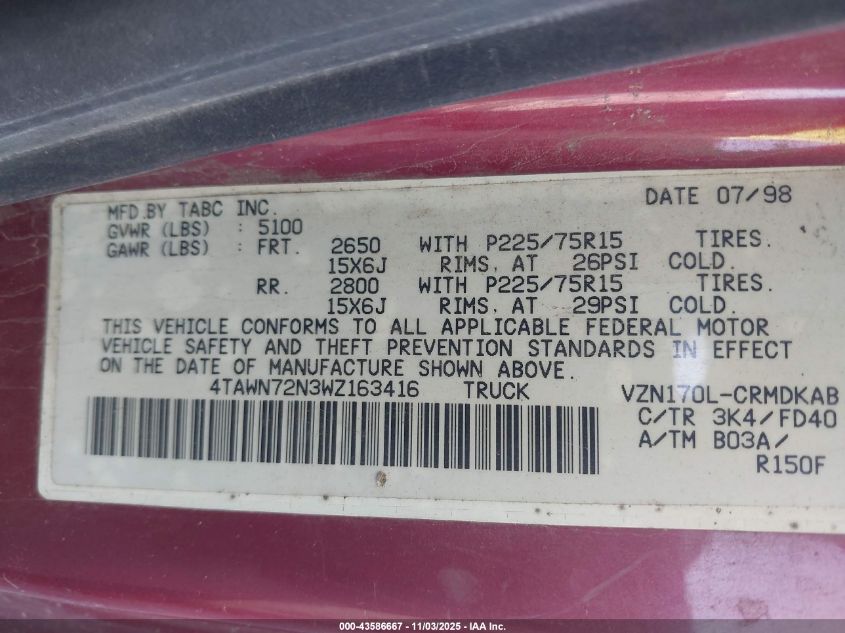 DATE 07/98
MFD.BY TABC INC.
GVWR (LBS) : 5100
GAWR (LBS) : FRT. 2650 WITH P225/75R15 TIRES.
15X6J RIMS, AT 26PSI COLD.
RR. 2800 WITH P225/75R15 TIRES.
15X6J RIMS, AT 29PSI COLD.
THIS VEHICLE CONFORMS TO ALL APPLICABLE FEDERAL MOTOR
VEHICLE SAFETY AND THEFT PREVENTION STANDARDS IN EFFECT
ON THE DATE OF MANUFACTURE SHOWN ABOVE.
4TAWN72N3WZ163416 TRUCK VZN170L-CRMDKAB
C/TR 3K4/FD40
A/TM B03A/
R150F
000-43586667 - 11/03/2025 - IAA Inc.